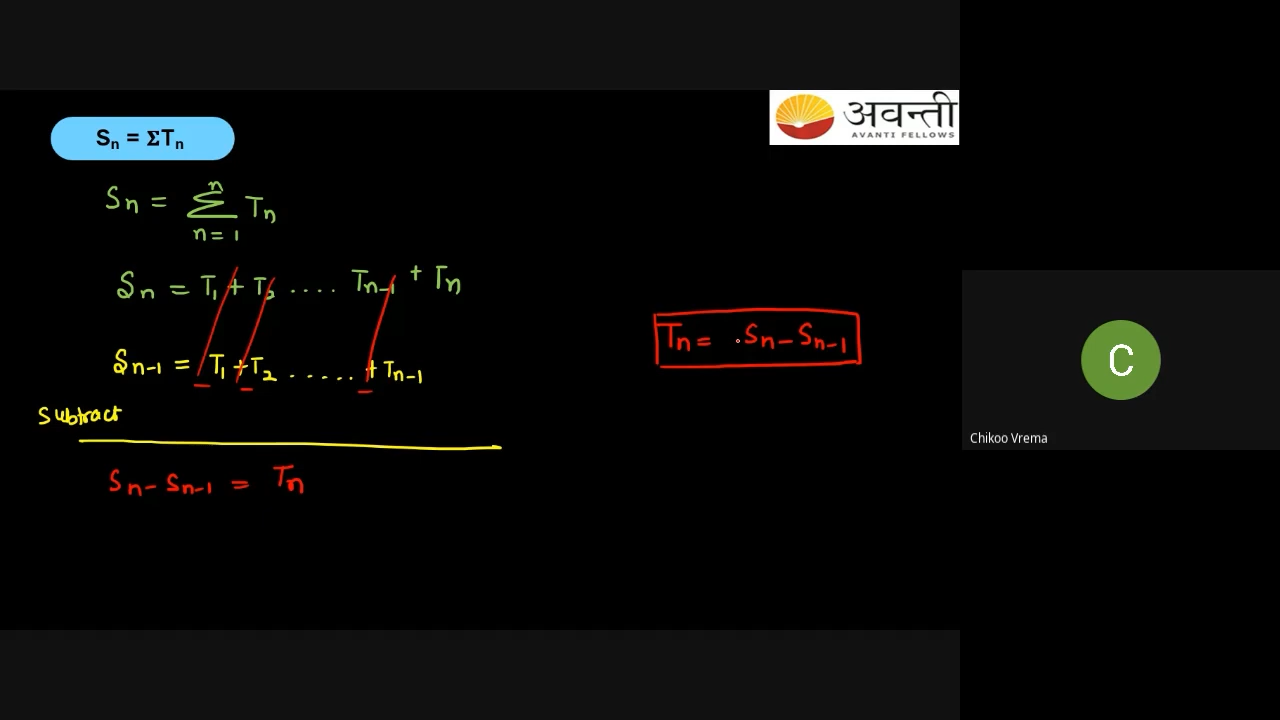 अवन्ती
AVANTI FELLOWS
Sₙ = ΣTₙ
Sn = n Σ n=1 Tn
Sn = T1 + T2 .... Tn-1 + Tn
Tn = Sn - Sn-1
Sn-1 = T1 + T2 ..... + Tn-1
Subtract
Sn - Sn-1 = Tn
C
Chikoo Vrema